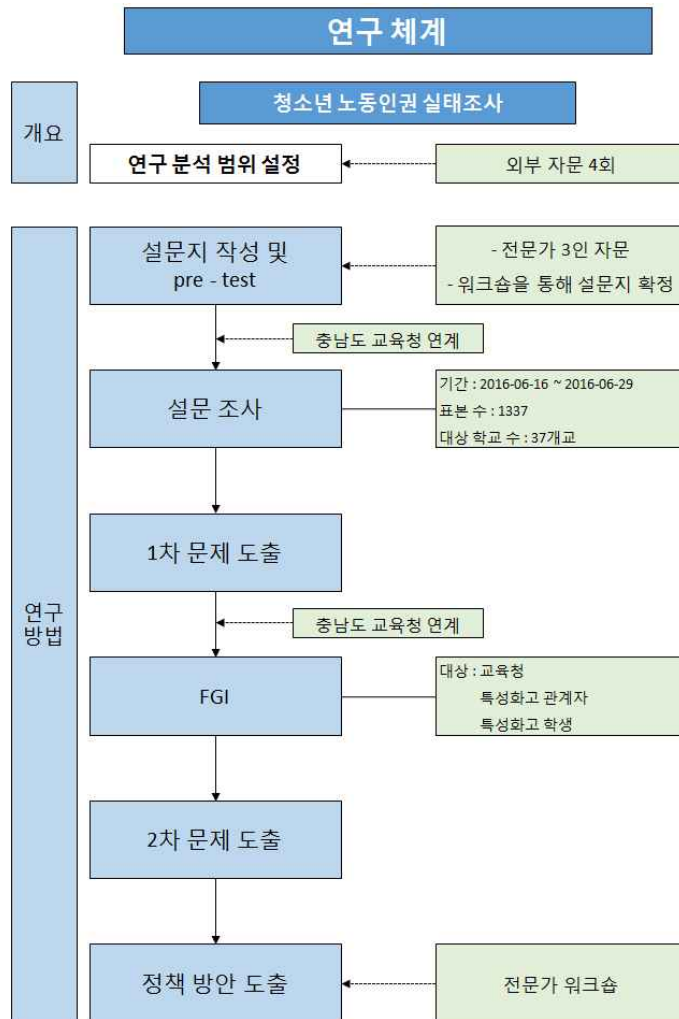 연구 체계
개요
청소년 노동인권 실태조사
연구 분석 범위 설정
외부 자문 4회
연구
방법
설문지 작성 및
pre - test
- 전문가 3인 자문
- 워크숍을 통해 설문지 확정
충남도 교육청 연계
설문 조사
기간 : 2016-06-16 ~ 2016-06-29
표본 수 : 1337
대상 학교 수 : 37개교
1차 문제 도출
충남도 교육청 연계
FGI
대상 : 교육청
특성화고 관계자
특성화고 학생
2차 문제 도출
정책 방안 도출
전문가 워크숍